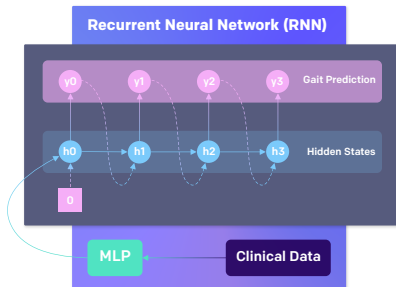 Recurrent Neural Network (RNN)
y0 y1 y2 y3 Gait Prediction
h0 h1 h2 h3 Hidden States
0
MLP Clinical Data